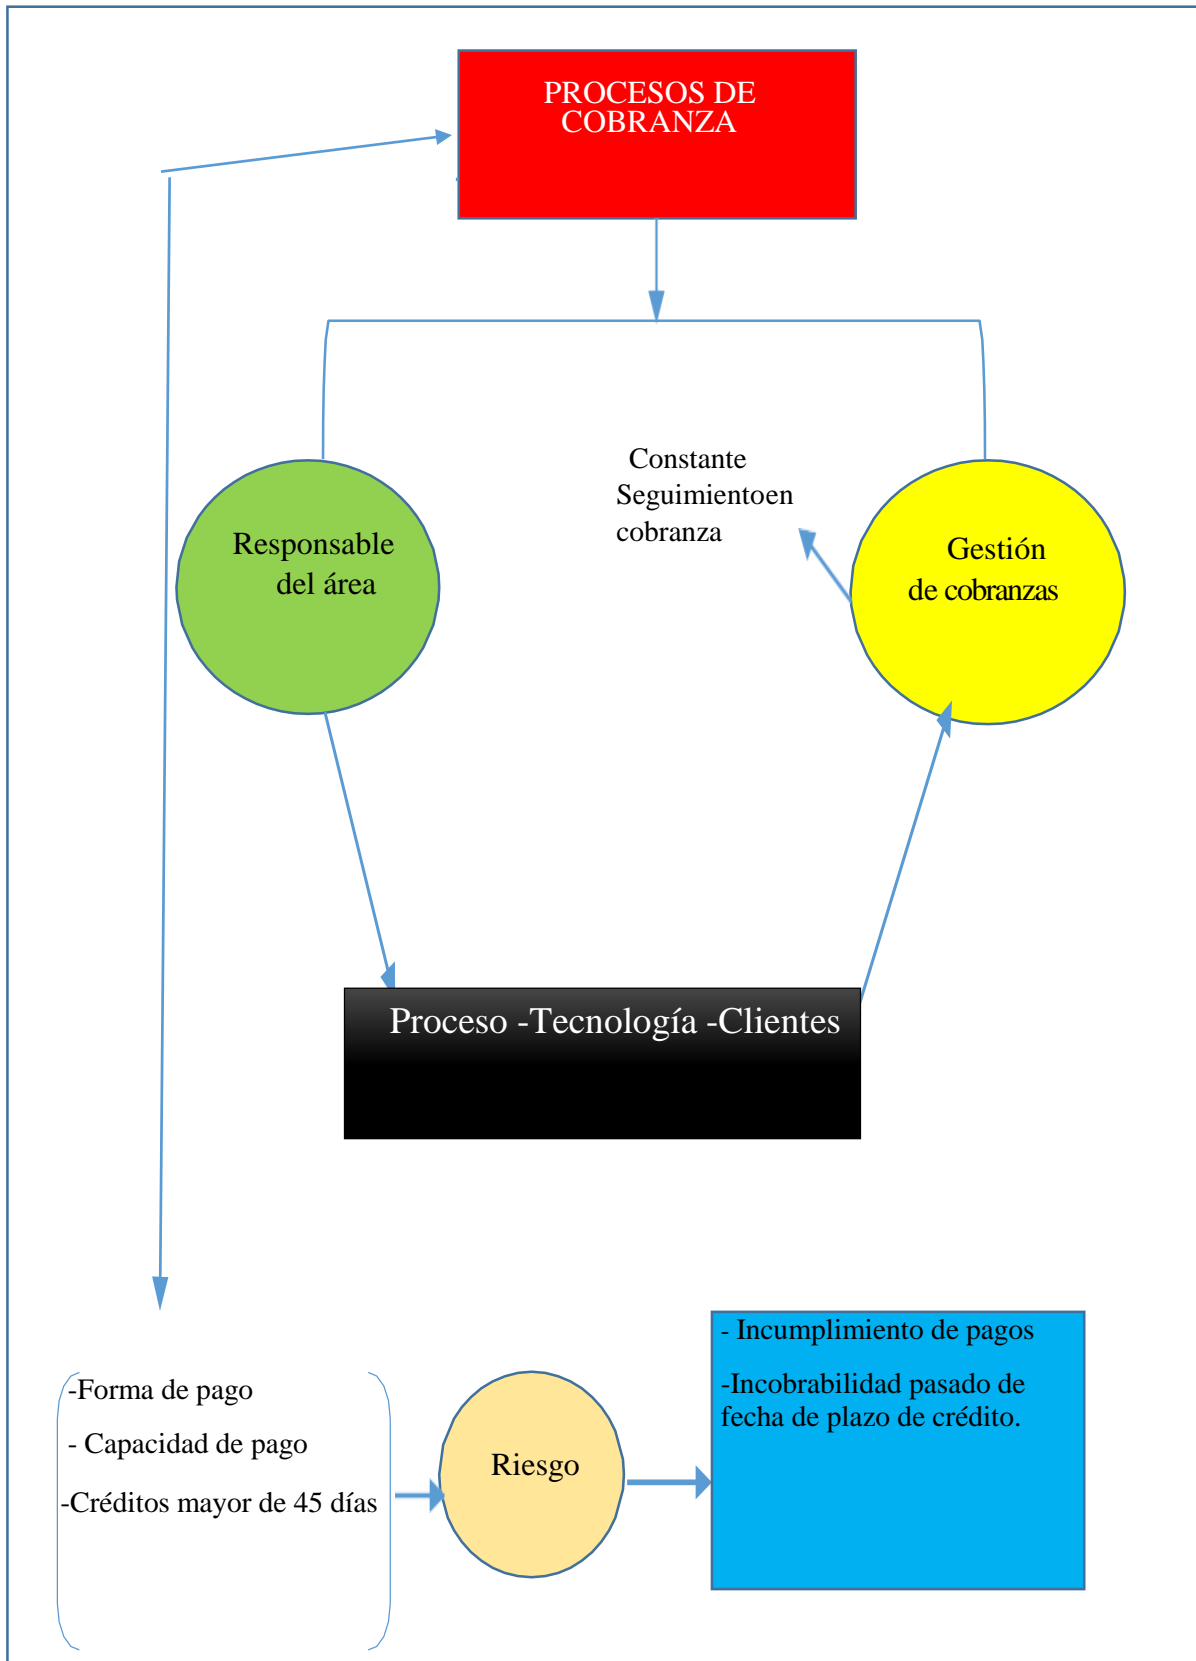 PROCESOS DE
COBRANZA
Constante
Seguimientoen
cobranza
Responsable
del área
Gestión
de cobranzas
Proceso -Tecnología -Clientes
-Forma de pago
- Capacidad de pago
-Créditos mayor de 45 días
Riesgo
- Incumplimiento de pagos
-Incobrabilidad pasado de
fecha de plazo de crédito.